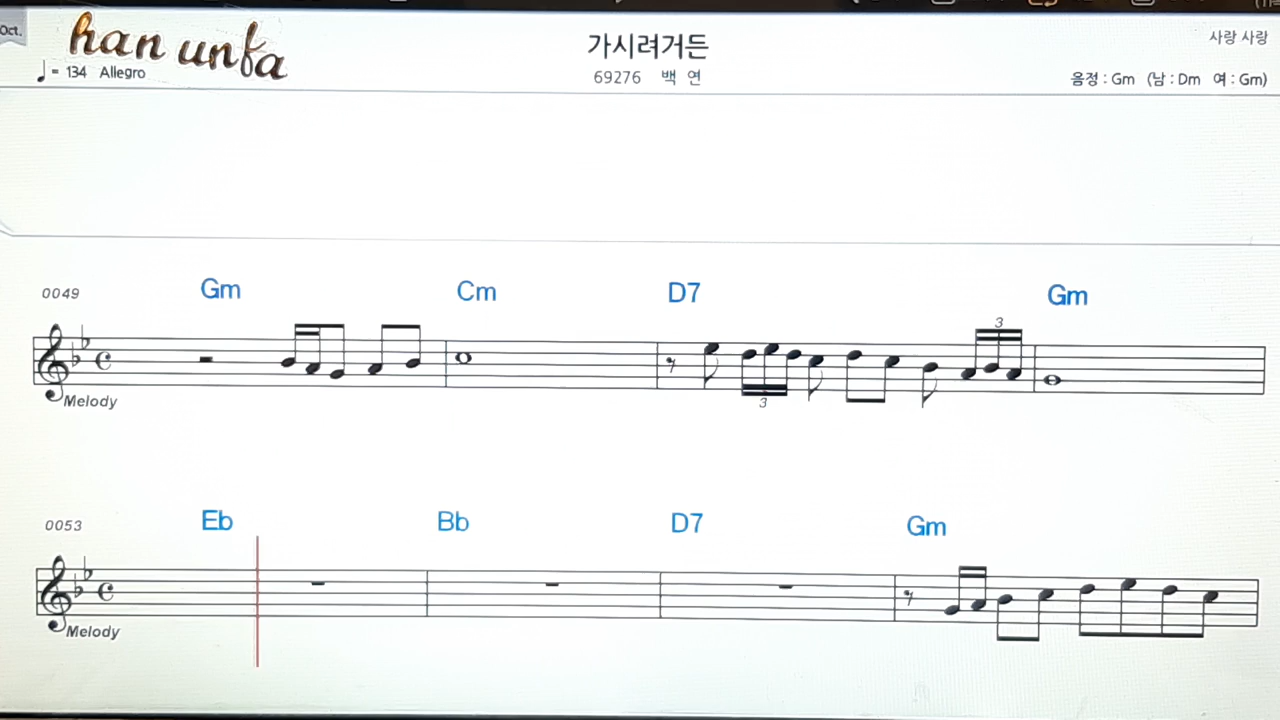 Oct.
han unfa
♩ = 134 Allegro
가시려거든
69276 백 연
사랑 사랑
음정 : Gm (남 : Dm 여 : Gm)
0049
Gm Cm D7 Gm
3
3
Melody
0053
Eb Bb D7 Gm
Melody